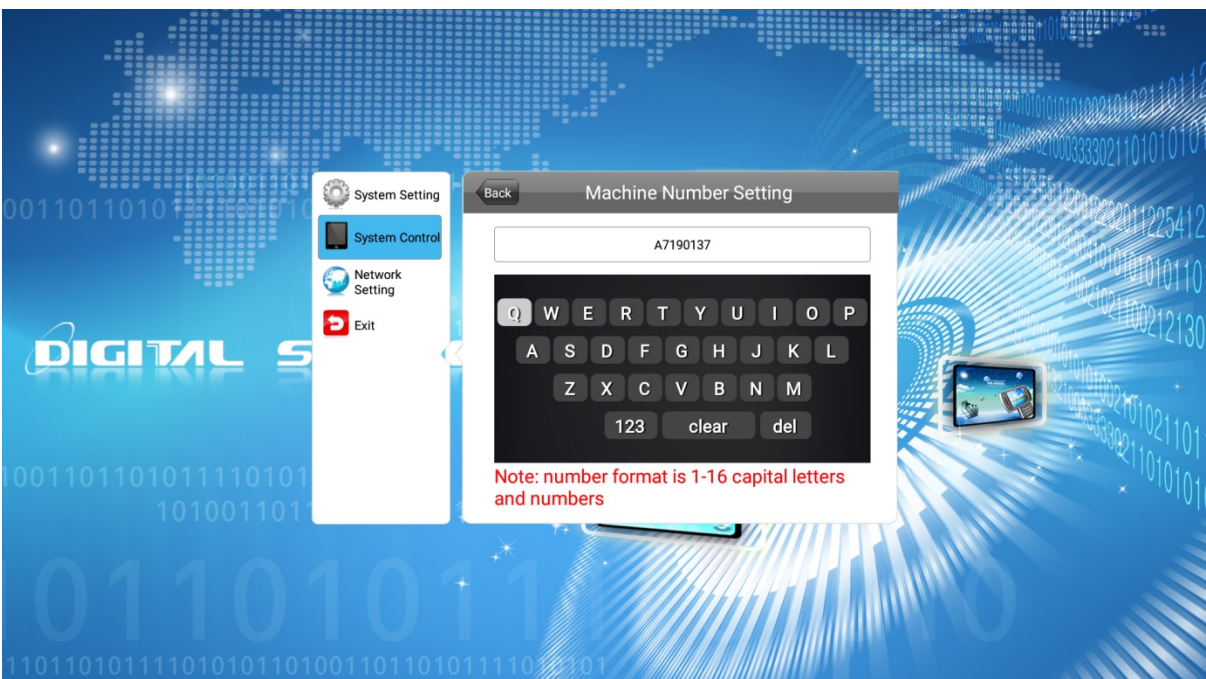 System Setting
System Control
Network
Setting
Exit
Back
Machine Number Setting
A7190137
Q W E R T Y U I O P
A S D F G H J K L
Z X C V B N M
123 clear del
Note: number format is 1-16 capital letters
and numbers
DIGITAL S